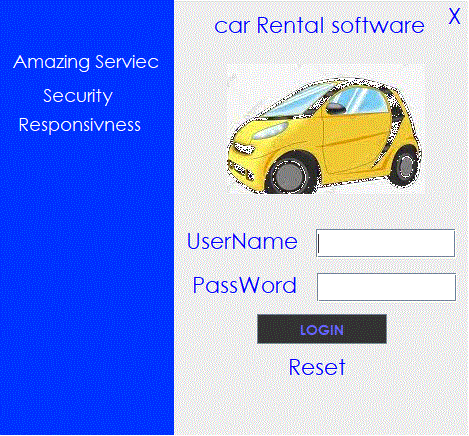 car Rental software
X
Amazing Serviec
Security
Responsivness
UserName
PassWord
LOGIN
Reset